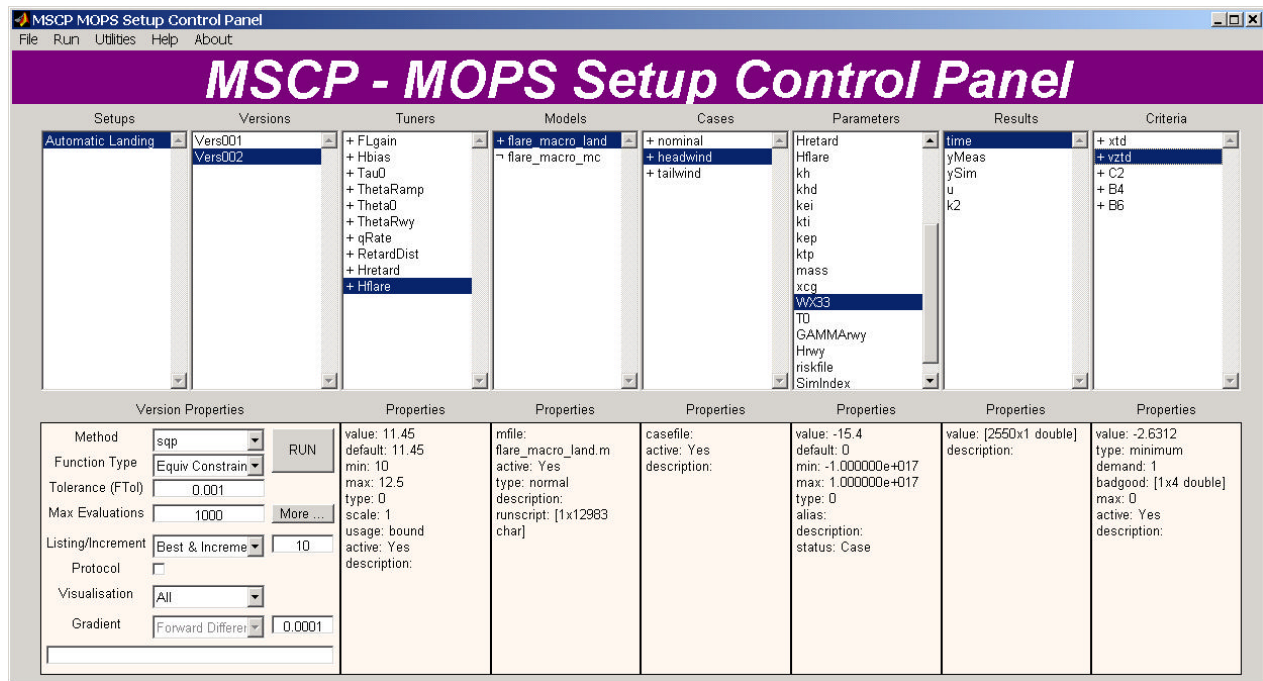 MSCP MOPS Setup Control Panel
File Run Utilities Help About
MSCP - MOPS Setup Control Panel
Setups Versions Tuners Models Cases Parameters Results Criteria
Automatic Landing
Vers001
Vers002
+ FLgain
+ Hbias
+ Tau0
+ ThetaRamp
+ Theta0
+ ThetaRwy
+ qRate
+ RetardDist
+ Hretard
+ Hflare
+ flare_macro_land
¬ flare_macro_mc
+ nominal
+ headwind
+ tailwind
Hretard
Hflare
kh
khd
kei
kti
kep
ktp
mass
xcg
WX33
T0
GAMMArwy
Hrwy
riskfile
SimIndex
time
yMeas
ySim
u
k2
+ xtd
+ vztd
+ C2
+ B4
+ B6
Version Properties Properties Properties Properties Properties Properties Properties
Method sqp RUN
Function Type Equiv Constrain
Tolerance (FTol) 0.001
Max Evaluations 1000 More ...
Listing/Increment Best & Increme 10
Protocol
Visualisation All
Gradient Forward Differer 0.0001
value: 11.45
default: 11.45
min: 10
max: 12.5
type: 0
scale: 1
usage: bound
active: Yes
description:
mfile:
flare_macro_land.m
active: Yes
type: normal
description:
runscript: [1x12983
char]
casefile:
active: Yes
description:
value: -15.4
default: 0
min: -1.000000e+017
max: 1.000000e+017
type: 0
alias:
description:
status: Case
value: [2550x1 double]
description:
value: -2.6312
type: minimum
demand: 1
badgood: [1x4 double]
max: 0
active: Yes
description: